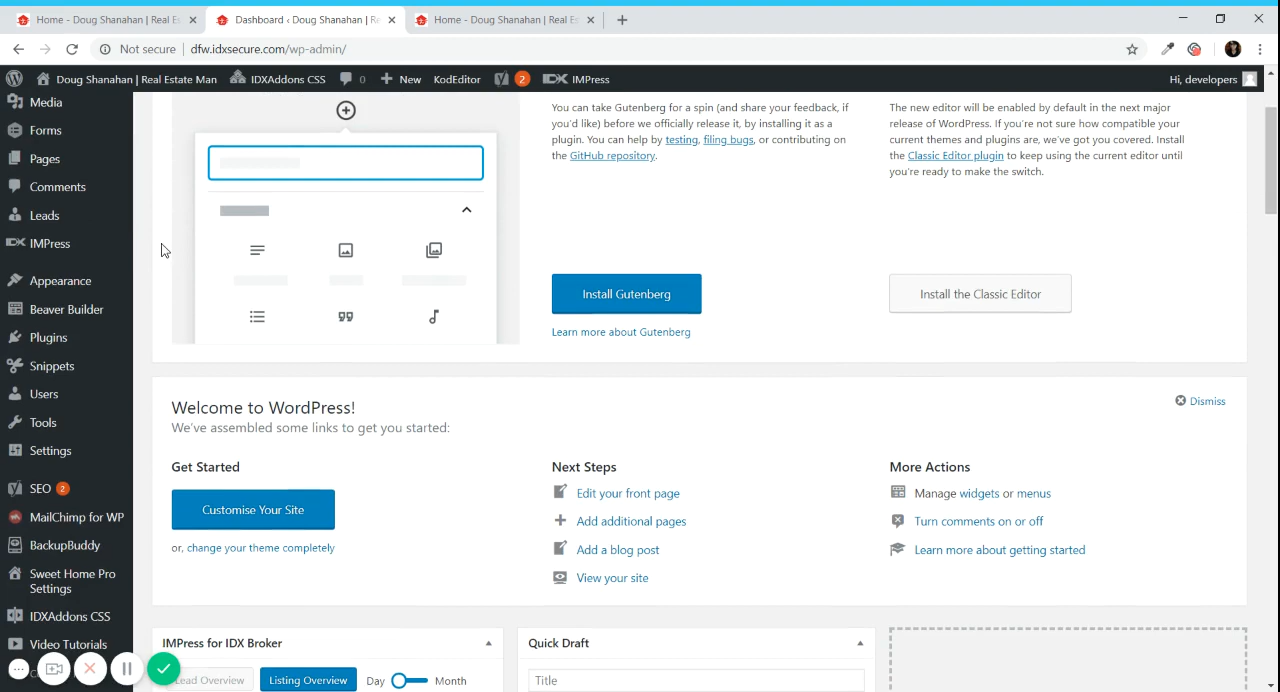 Home - Doug Shanahan | Real Es
Dashboard ‹ Doug Shanahan | Re
Home - Doug Shanahan | Real Es
Not secure | dfw.idxsecure.com/wp-admin/
Doug Shanahan | Real Estate Man
IDXAddons CSS
0
New
KodEditor
2
IMPress
Hi, developers
Media
Forms
Pages
Comments
Leads
IMPress
Appearance
Beaver Builder
Plugins
Snippets
Users
Tools
Settings
SEO 2
MailChimp for WP
BackupBuddy
Sweet Home Pro
Settings
IDXAddons CSS
Video Tutorials
You can take Gutenberg for a spin (and share your feedback, if
you'd like) before we officially release it, by installing it as a
plugin. You can help by testing, filing bugs, or contributing on
the GitHub repository.
Install Gutenberg
Learn more about Gutenberg
The new editor will be enabled by default in the next major
release of WordPress. If you're not sure how compatible your
current themes and plugins are, we've got you covered. Install
the Classic Editor plugin to keep using the current editor until
you're ready to make the switch.
Install the Classic Editor
Welcome to WordPress!
Dismiss
We've assembled some links to get you started:
Get Started
Customise Your Site
or, change your theme completely
Next Steps
Edit your front page
Add additional pages
Add a blog post
View your site
More Actions
Manage widgets or menus
Turn comments on or off
Learn more about getting started
IMPress for IDX Broker
Lead Overview
Listing Overview
Day
Month
Quick Draft
Title